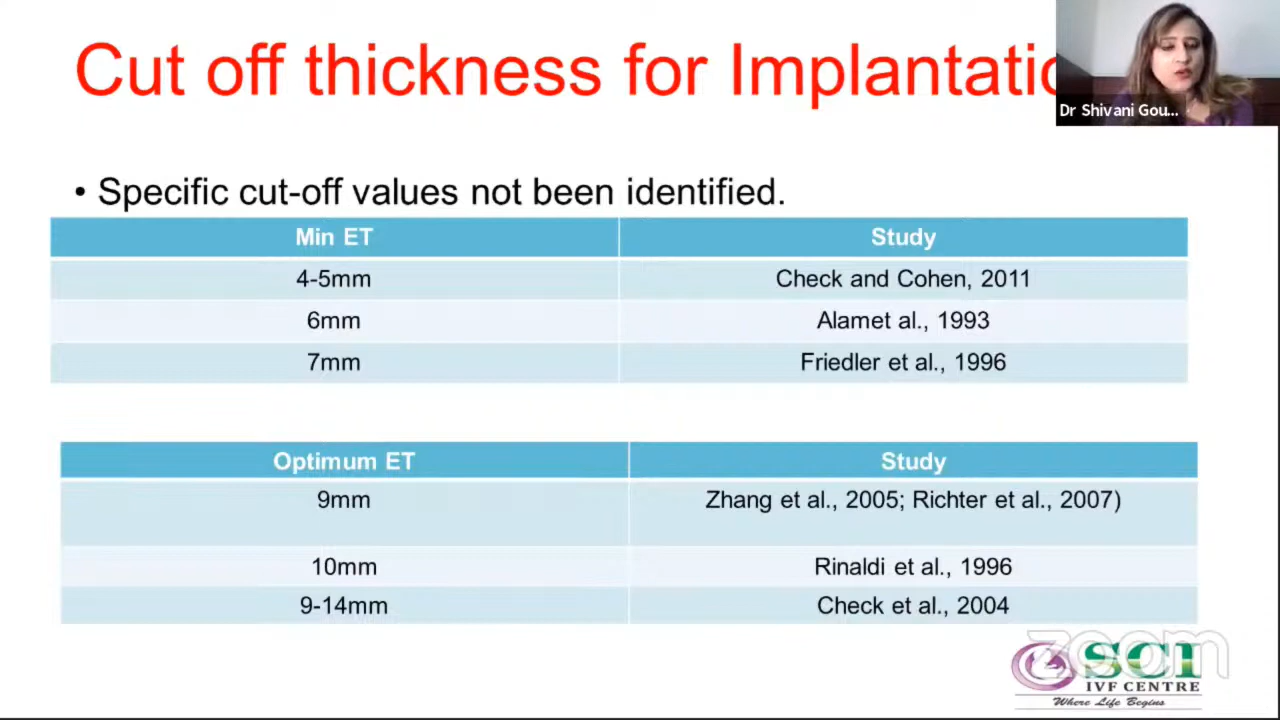 Cut off thickness for Implantatio
Dr Shivani Gou...
• Specific cut-off values not been identified.
Min ET Study
4-5mm Check and Cohen, 2011
6mm Alamet al., 1993
7mm Friedler et al., 1996
Optimum ET Study
9mm Zhang et al., 2005; Richter et al., 2007)
10mm Rinaldi et al., 1996
9-14mm Check et al., 2004
zoom
SCI
IVF CENTRE
Where Life Begins